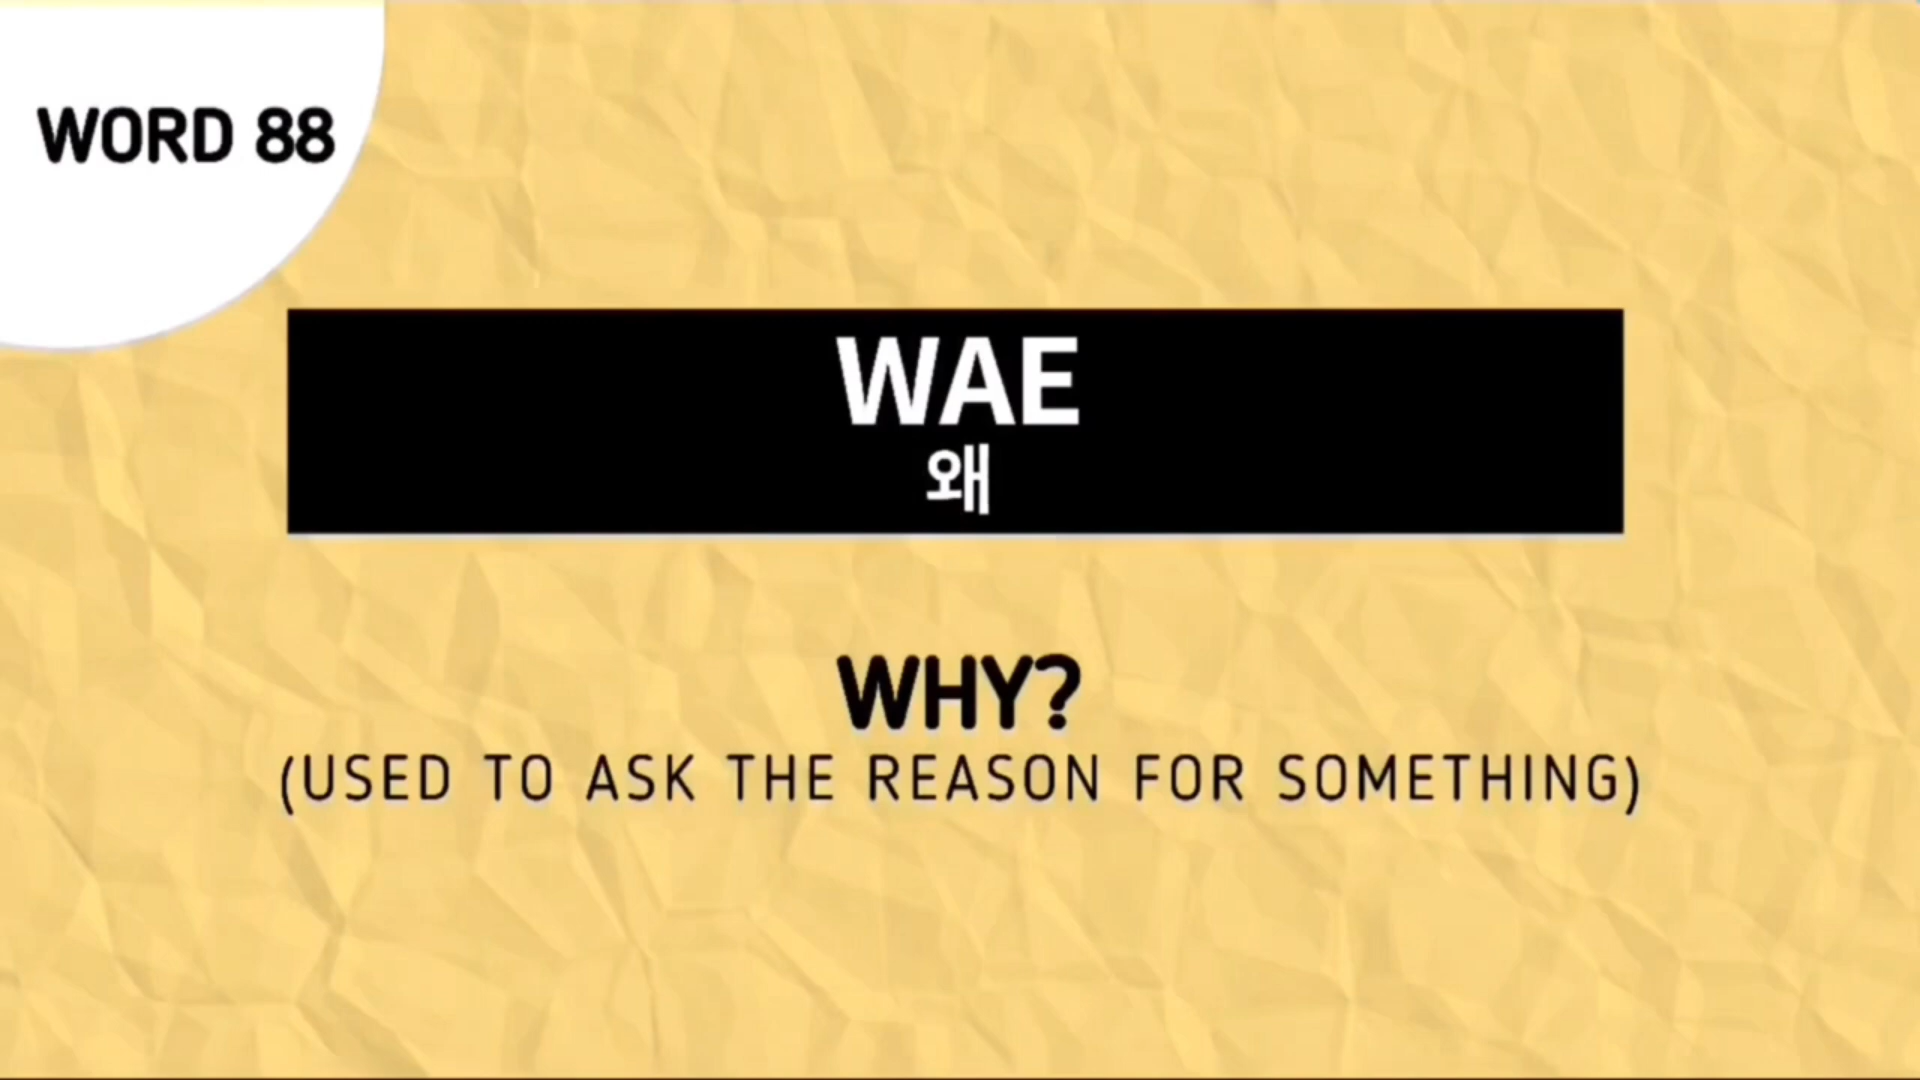 WORD 88
WAE
왜
WHY?
(USED TO ASK THE REASON FOR SOMETHING)